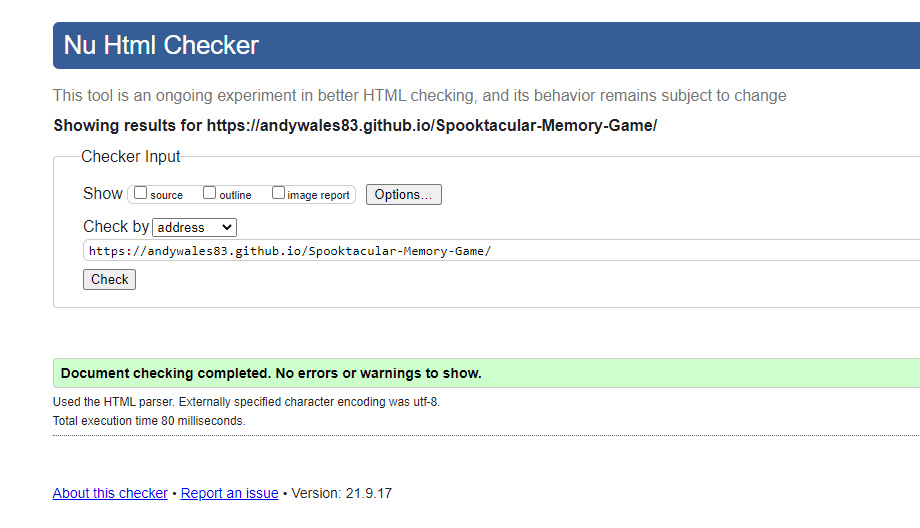 Nu Html Checker
This tool is an ongoing experiment in better HTML checking, and its behavior remains subject to change
Showing results for https://andywales83.github.io/Spooktacular-Memory-Game/
Checker Input
Show source outline image report Options...
Check by address
https://andywales83.github.io/Spooktacular-Memory-Game/
Check
Document checking completed. No errors or warnings to show.
Used the HTML parser. Externally specified character encoding was utf-8.
Total execution time 80 milliseconds.
About this checker • Report an issue • Version: 21.9.17